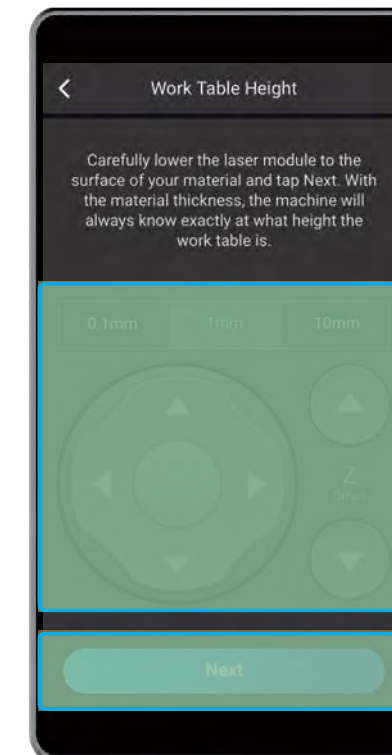 Work Table Height
Carefully lower the laser module to the
surface of your material and tap Next. With
the material thickness, the machine will
always know exactly at what height the
work table is.
0.1mm 1mm 10mm
Z
Next